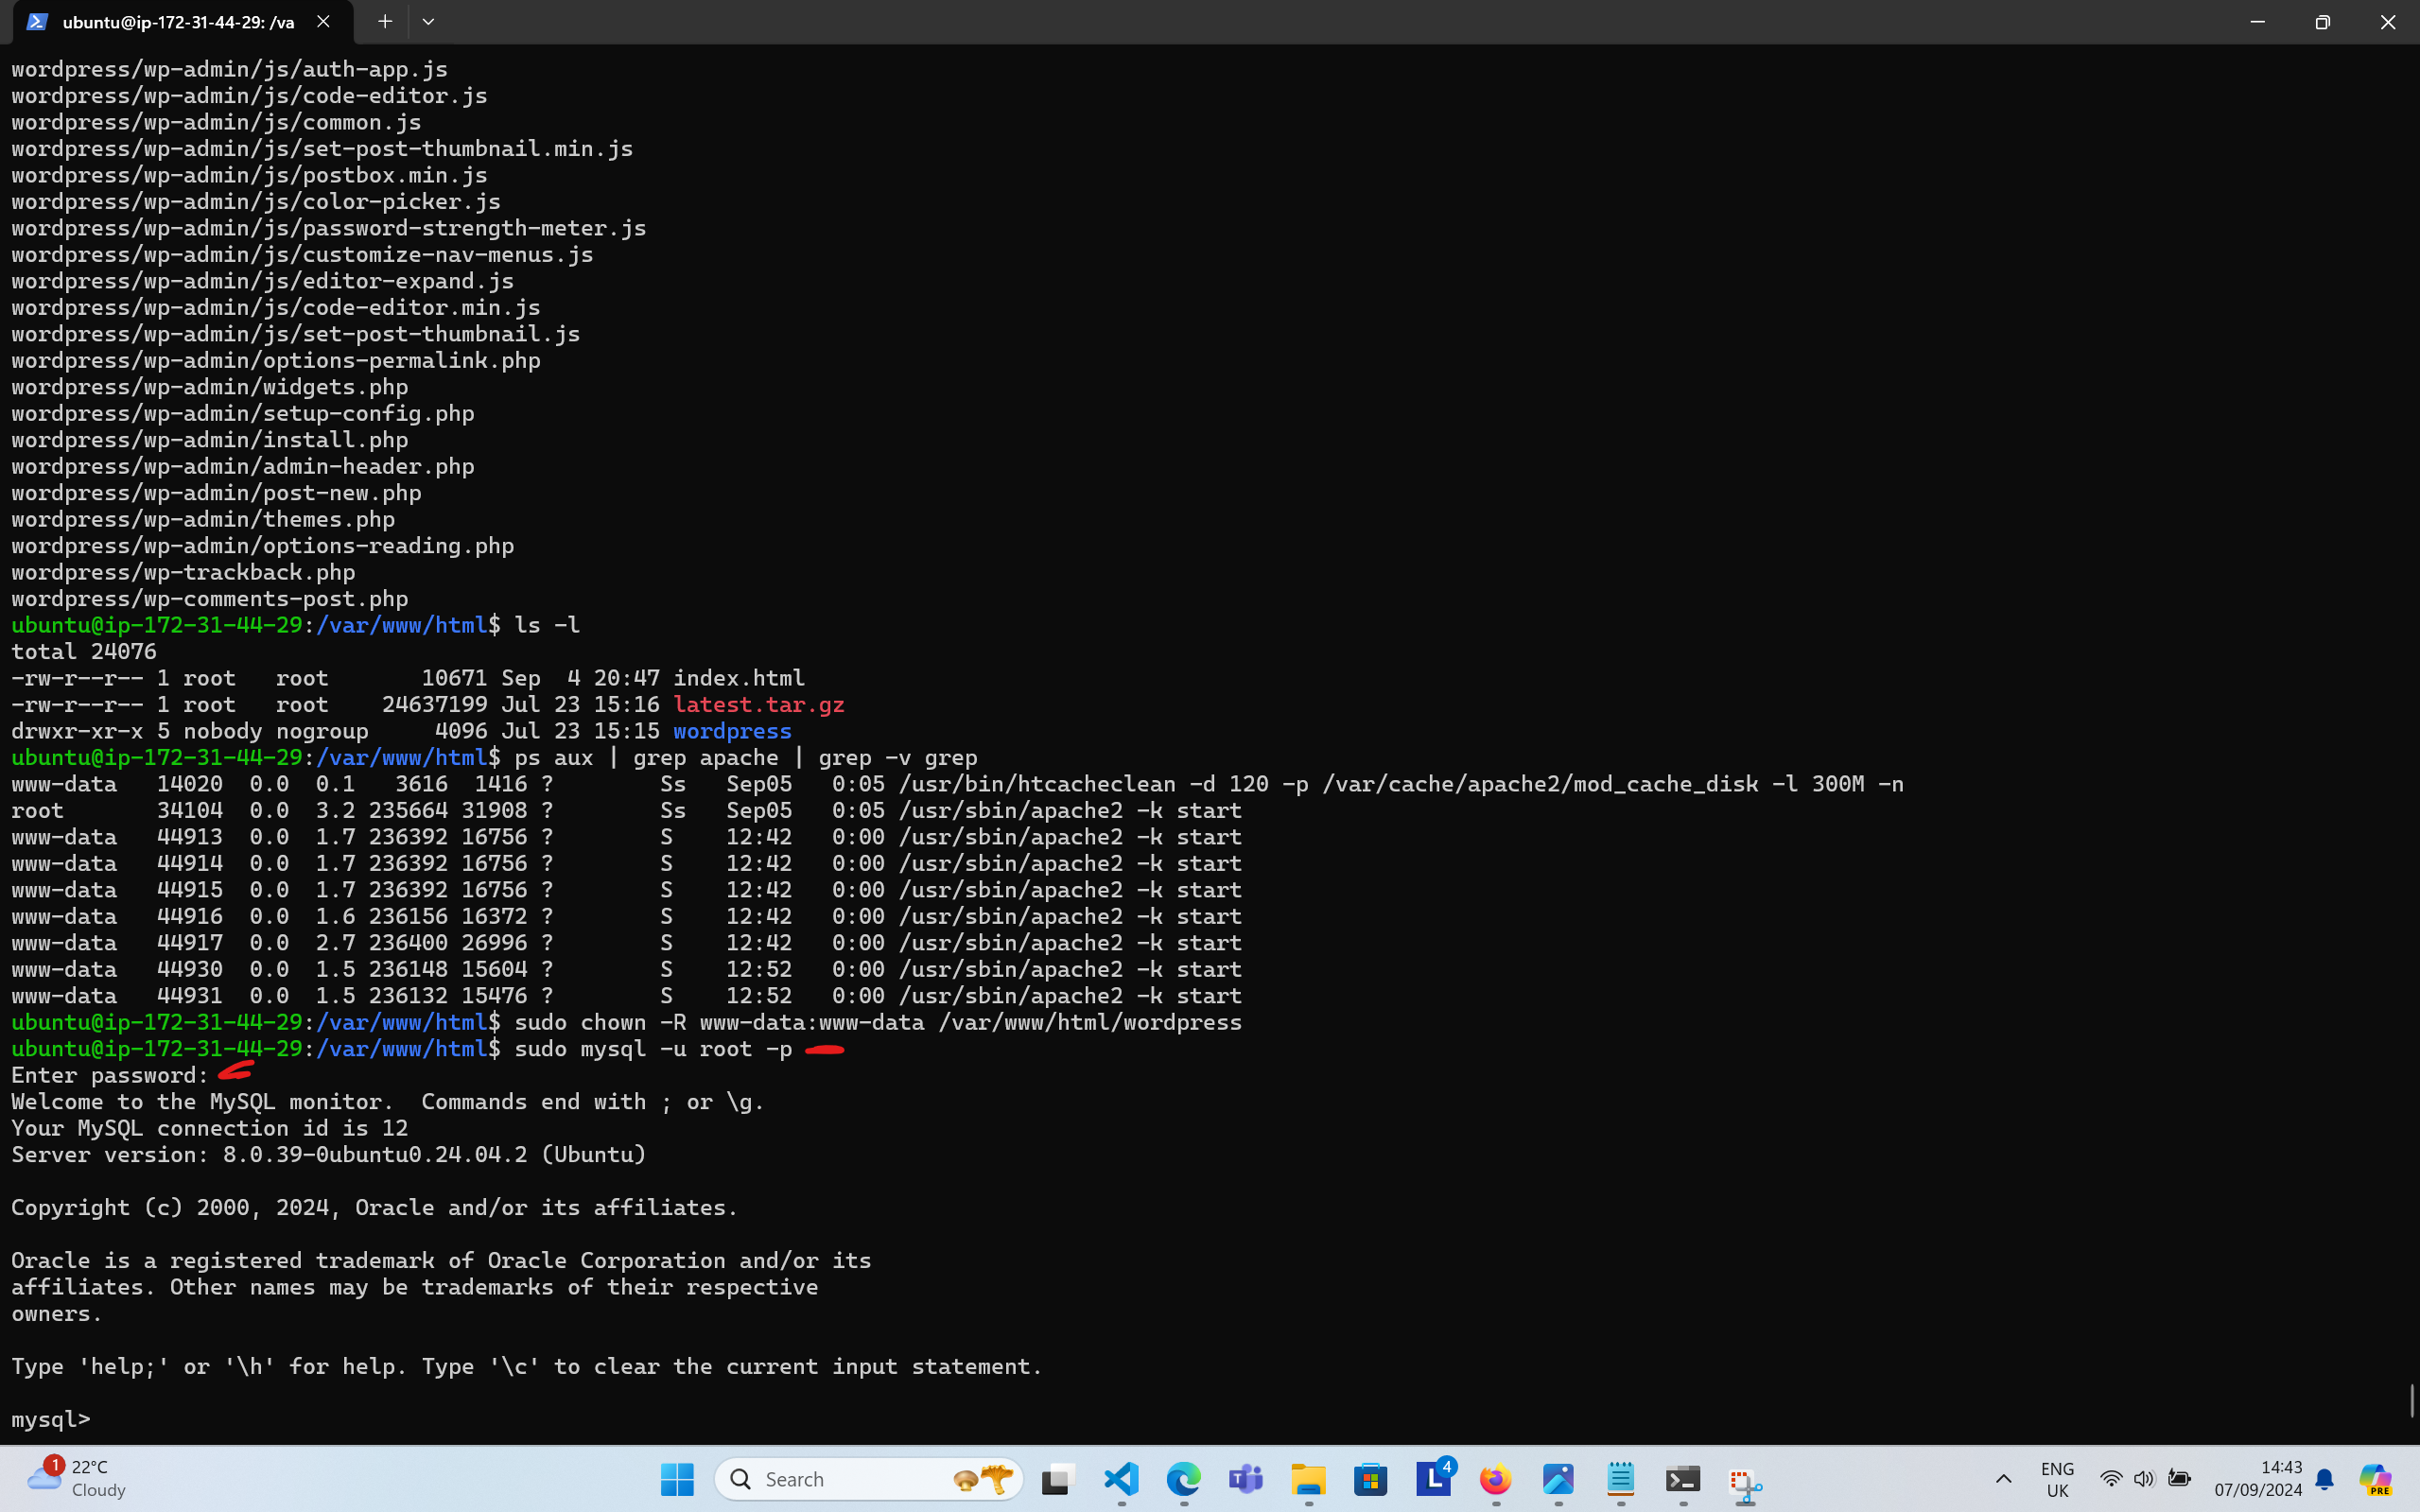 ubuntu@ip-172-31-44-29: /va
wordpress/wp-admin/js/auth-app.js
wordpress/wp-admin/js/code-editor.js
wordpress/wp-admin/js/common.js
wordpress/wp-admin/js/set-post-thumbnail.min.js
wordpress/wp-admin/js/postbox.min.js
wordpress/wp-admin/js/color-picker.js
wordpress/wp-admin/js/password-strength-meter.js
wordpress/wp-admin/js/customize-nav-menus.js
wordpress/wp-admin/js/editor-expand.js
wordpress/wp-admin/js/code-editor.min.js
wordpress/wp-admin/js/set-post-thumbnail.js
wordpress/wp-admin/options-permalink.php
wordpress/wp-admin/widgets.php
wordpress/wp-admin/setup-config.php
wordpress/wp-admin/install.php
wordpress/wp-admin/admin-header.php
wordpress/wp-admin/post-new.php
wordpress/wp-admin/themes.php
wordpress/wp-admin/options-reading.php
wordpress/wp-trackback.php
wordpress/wp-comments-post.php
ubuntu@ip-172-31-44-29:/var/www/html$ ls -l
total 24076
-rw-r--r-- 1 root   root       10671 Sep  4 20:47 index.html
-rw-r--r-- 1 root   root    24637199 Jul 23 15:16 latest.tar.gz
drwxr-xr-x 5 nobody nogroup     4096 Jul 23 15:15 wordpress
ubuntu@ip-172-31-44-29:/var/www/html$ ps aux | grep apache | grep -v grep
www-data   14020  0.0  0.1   3616  1416 ?        Ss   Sep05   0:05 /usr/bin/htcacheclean -d 120 -p /var/cache/apache2/mod_cache_disk -l 300M -n
root       34104  0.0  3.2 235664 31908 ?        Ss   Sep05   0:05 /usr/sbin/apache2 -k start
www-data   44913  0.0  1.7 236392 16756 ?        S    12:42   0:00 /usr/sbin/apache2 -k start
www-data   44914  0.0  1.7 236392 16756 ?        S    12:42   0:00 /usr/sbin/apache2 -k start
www-data   44915  0.0  1.7 236392 16756 ?        S    12:42   0:00 /usr/sbin/apache2 -k start
www-data   44916  0.0  1.6 236156 16372 ?        S    12:42   0:00 /usr/sbin/apache2 -k start
www-data   44917  0.0  2.7 236400 26996 ?        S    12:42   0:00 /usr/sbin/apache2 -k start
www-data   44930  0.0  1.5 236148 15604 ?        S    12:52   0:00 /usr/sbin/apache2 -k start
www-data   44931  0.0  1.5 236132 15476 ?        S    12:52   0:00 /usr/sbin/apache2 -k start
ubuntu@ip-172-31-44-29:/var/www/html$ sudo chown -R www-data:www-data /var/www/html/wordpress
ubuntu@ip-172-31-44-29:/var/www/html$ sudo mysql -u root -p
Enter password:
Welcome to the MySQL monitor.  Commands end with ; or \g.
Your MySQL connection id is 12
Server version: 8.0.39-0ubuntu0.24.04.2 (Ubuntu)
Copyright (c) 2000, 2024, Oracle and/or its affiliates.
Oracle is a registered trademark of Oracle Corporation and/or its
affiliates. Other names may be trademarks of their respective
owners.
Type 'help;' or '\h' for help. Type '\c' to clear the current input statement.
mysql>
1
22°C
Cloudy
Search
T
L
4
ENG
UK
14:43
07/09/2024
PRE